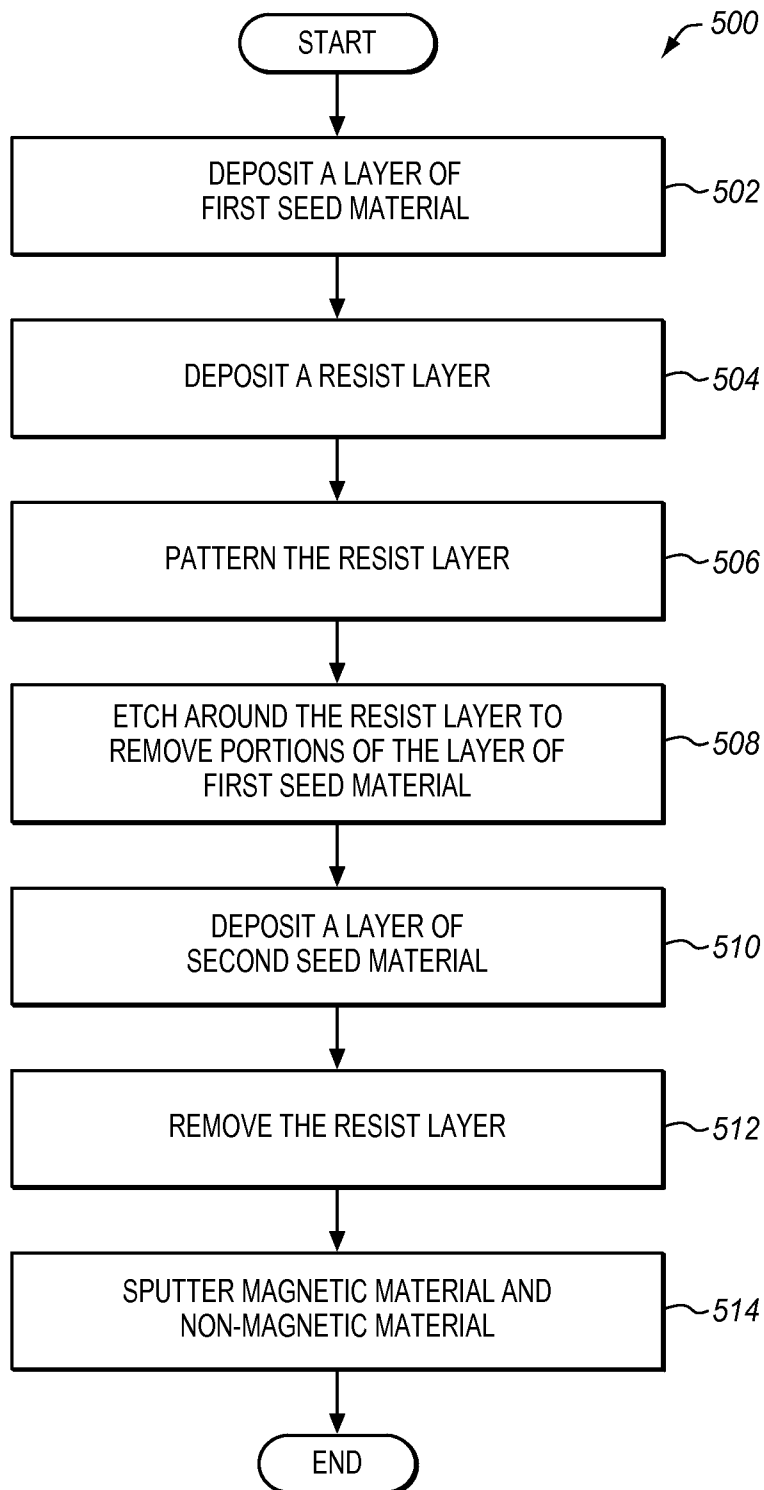 START
500
DEPOSIT A LAYER OF
FIRST SEED MATERIAL
502
DEPOSIT A RESIST LAYER
504
PATTERN THE RESIST LAYER
506
ETCH AROUND THE RESIST LAYER TO
REMOVE PORTIONS OF THE LAYER OF
FIRST SEED MATERIAL
508
DEPOSIT A LAYER OF
SECOND SEED MATERIAL
510
REMOVE THE RESIST LAYER
512
SPUTTER MAGNETIC MATERIAL AND
NON-MAGNETIC MATERIAL
514
END